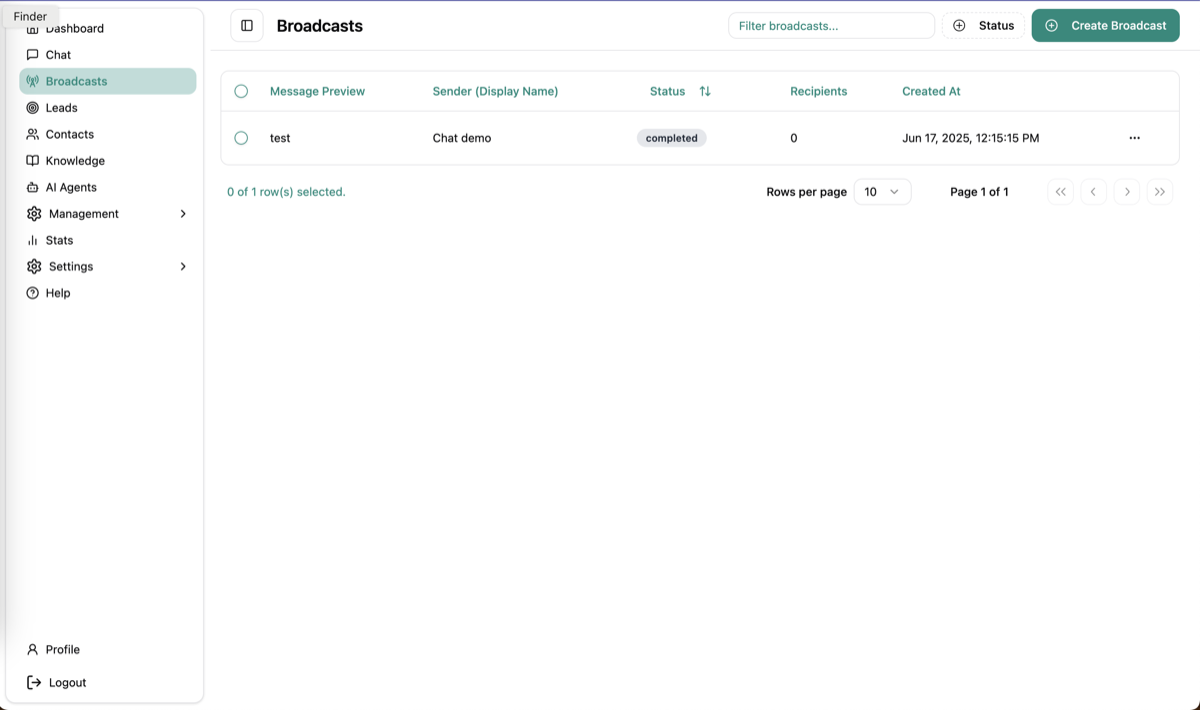 Finder
Dashboard
Chat
Broadcasts
Leads
Contacts
Knowledge
AI Agents
Management
Stats
Settings
Help
Profile
Logout
Broadcasts
Filter broadcasts...
Status
Create Broadcast
Message Preview Sender (Display Name) Status Recipients Created At
test Chat demo completed 0 Jun 17, 2025, 12:15:15 PM
0 of 1 row(s) selected.
Rows per page 10 Page 1 of 1